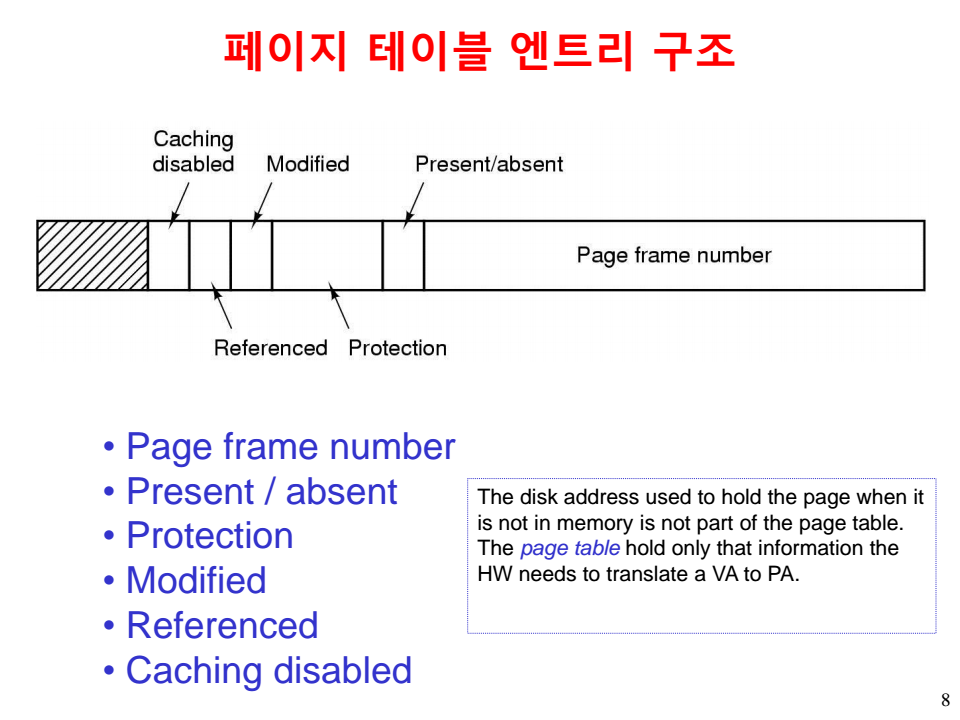 페이지 테이블 엔트리 구조
Caching
disabled
Modified
Present/absent
Page frame number
Referenced
Protection
• Page frame number
• Present / absent
• Protection
• Modified
• Referenced
• Caching disabled
The disk address used to hold the page when it
is not in memory is not part of the page table.
The page table hold only that information the
HW needs to translate a VA to PA.
8